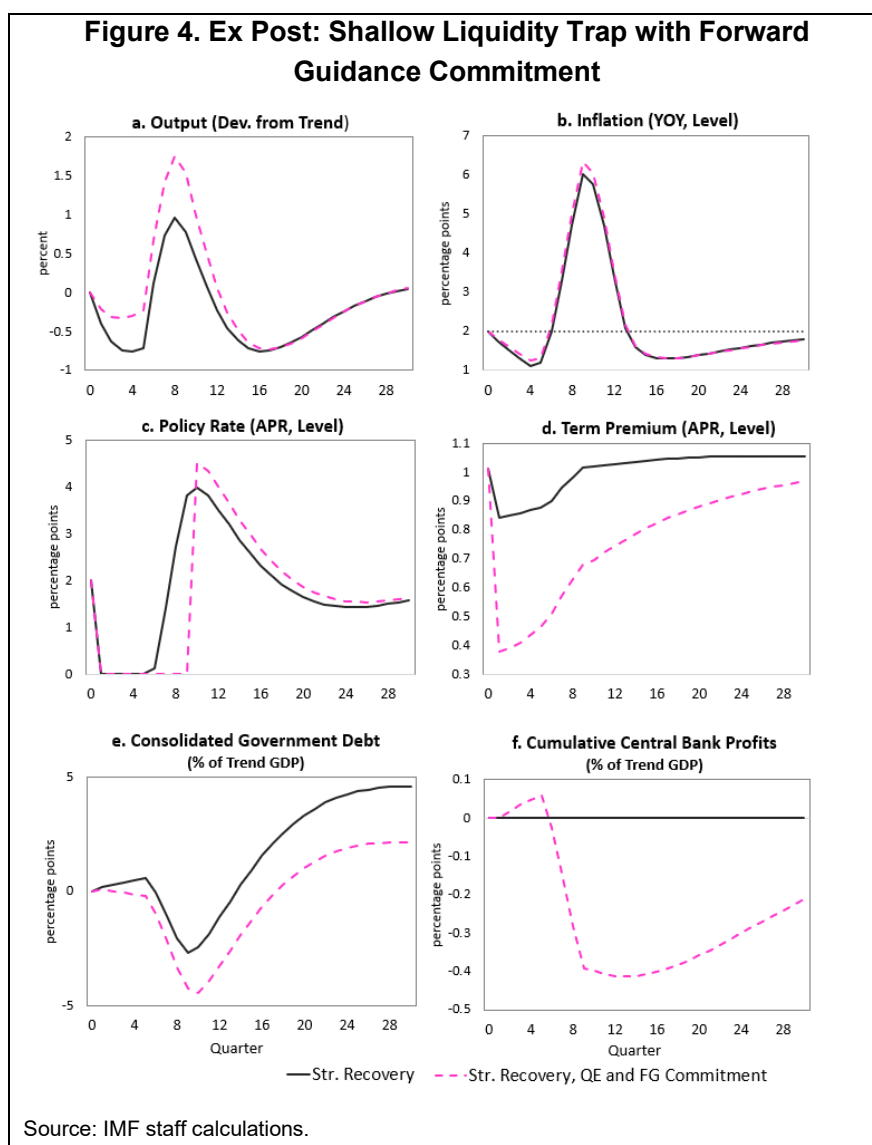 Figure 4. Ex Post: Shallow Liquidity Trap with Forward
Guidance Commitment
a. Output (Dev. from Trend)
2
1.5
1
0.5
0
-0.5
-1
percent
0 4 8 12 16 20 24 28
b. Inflation (YOY, Level)
7
6
5
4
3
2
1
percentage points
0 4 8 12 16 20 24 28
c. Policy Rate (APR, Level)
5
4
3
2
1
0
percentage points
0 4 8 12 16 20 24 28
d. Term Premium (APR, Level)
1.1
1
0.9
0.8
0.7
0.6
0.5
0.4
0.3
percentage points
0 4 8 12 16 20 24 28
e. Consolidated Government Debt
(% of Trend GDP)
5
0
-5
percentage points
0 4 8 12 16 20 24 28
Quarter
f. Cumulative Central Bank Profits
(% of Trend GDP)
0.1
0
-0.1
-0.2
-0.3
-0.4
-0.5
percentage points
0 4 8 12 16 20 24 28
Quarter
Str. Recovery
Str. Recovery, QE and FG Commitment
Source: IMF staff calculations.